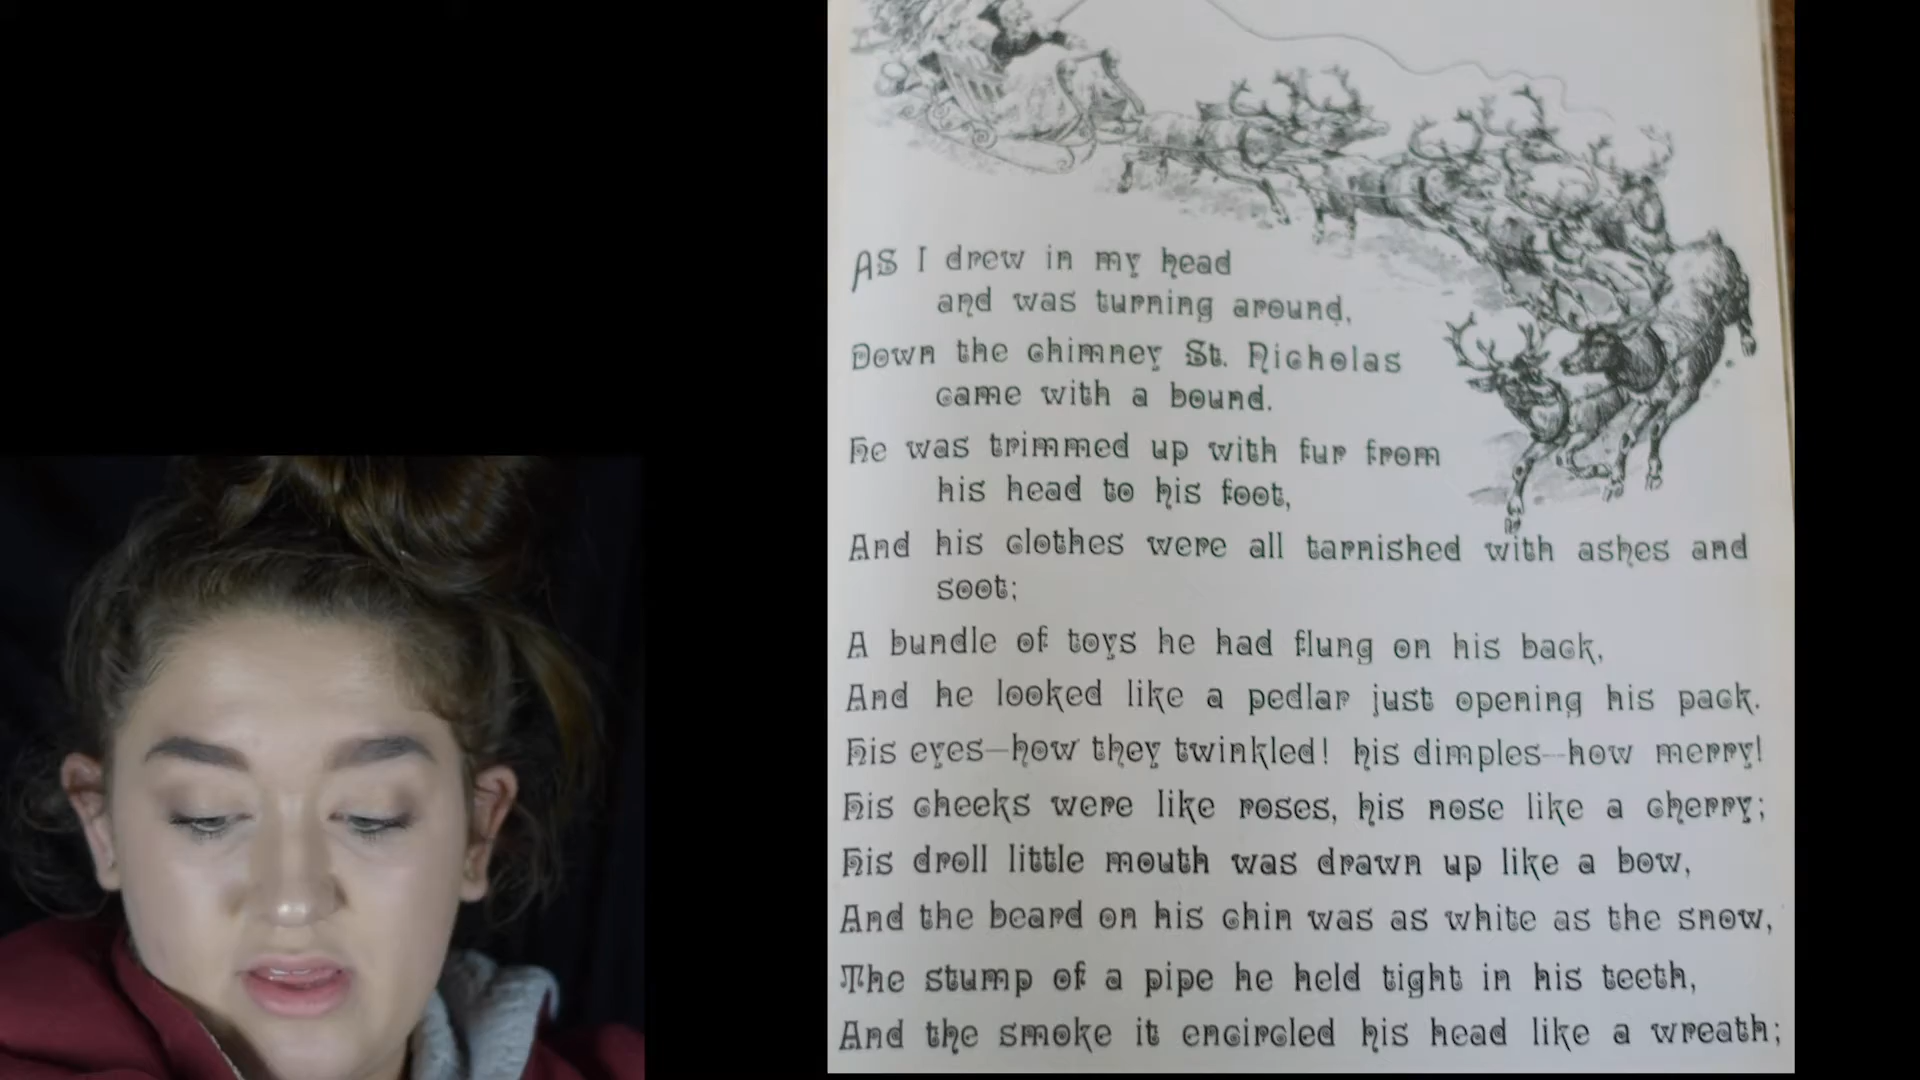 As I drew in my head
and was turning around,
Down the chimney St. Nicholas
came with a bound.
He was trimmed up with fur from
his head to his foot,
And his clothes were all tarnished with ashes and
soot;
A bundle of toys he had flung on his back,
And he looked like a pedlar just opening his pack.
His eyes—how they twinkled! his dimples—how merry!
His cheeks were like roses, his nose like a cherry;
His droll little mouth was drawn up like a bow,
And the beard on his chin was as white as the snow,
The stump of a pipe he held tight in his teeth,
And the smoke it encircled his head like a wreath;